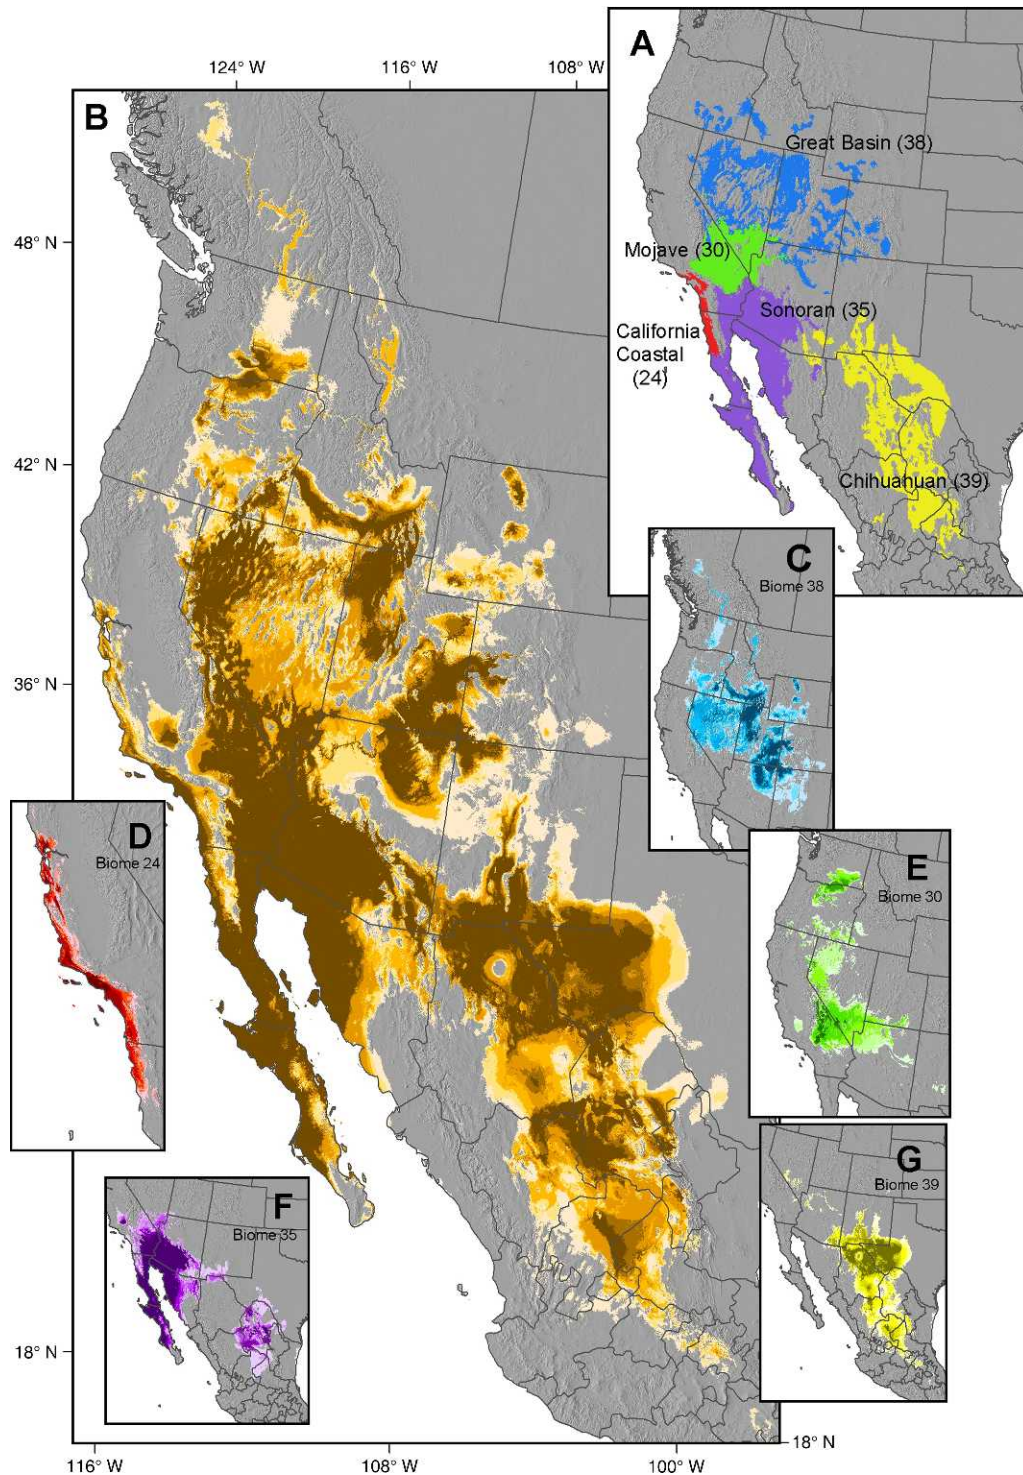 A
B
124° W
116° W
108° W
Great Basin (38)
Mojave (30)
Sonoran (35)
California
Coastal
(24)
Chihuahuan (39)
48° N
42° N
36° N
18° N
C
Biome 38
D
Biome 24
E
Biome 30
F
Biome 35
G
Biome 39
18° N
116° W
108° W
100° W